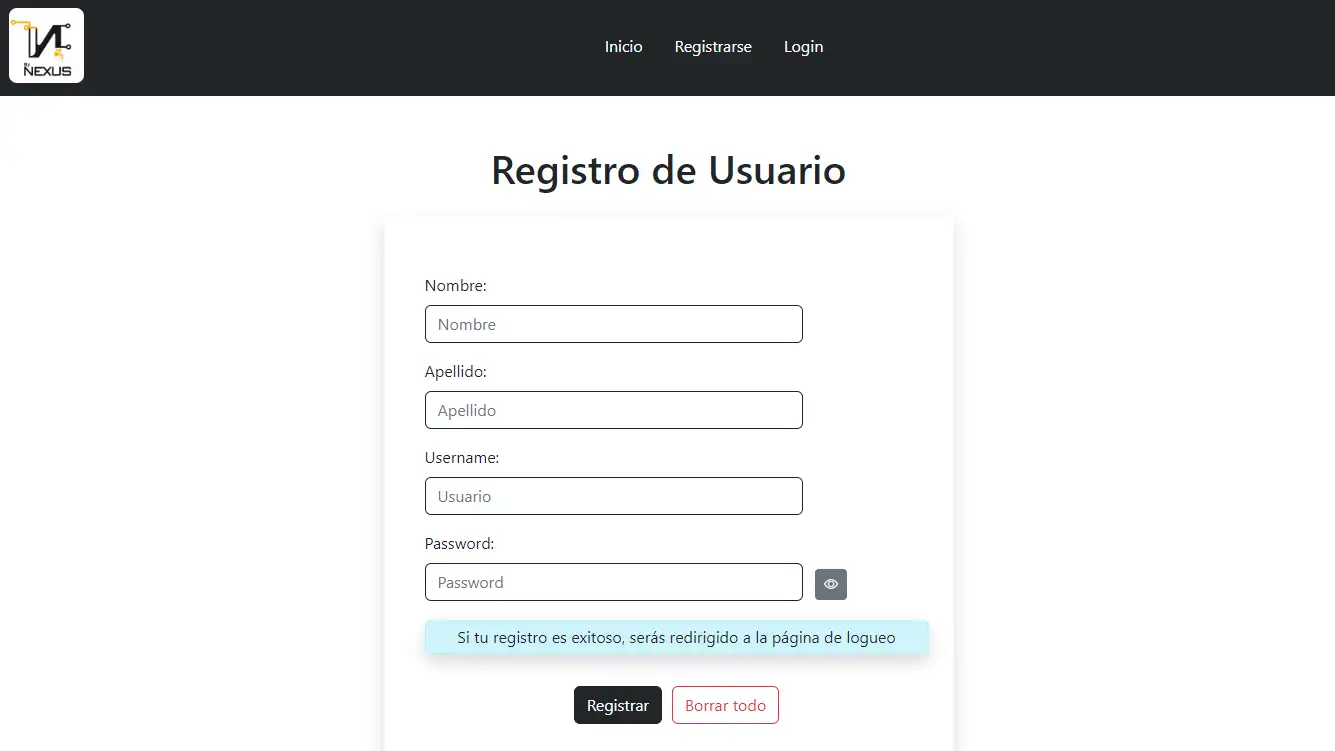 By
NEXUS
Inicio Registrarse Login
Registro de Usuario
Nombre:
Nombre
Apellido:
Apellido
Username:
Usuario
Password:
Password
Si tu registro es exitoso, serás redirigido a la página de logueo
Registrar Borrar todo